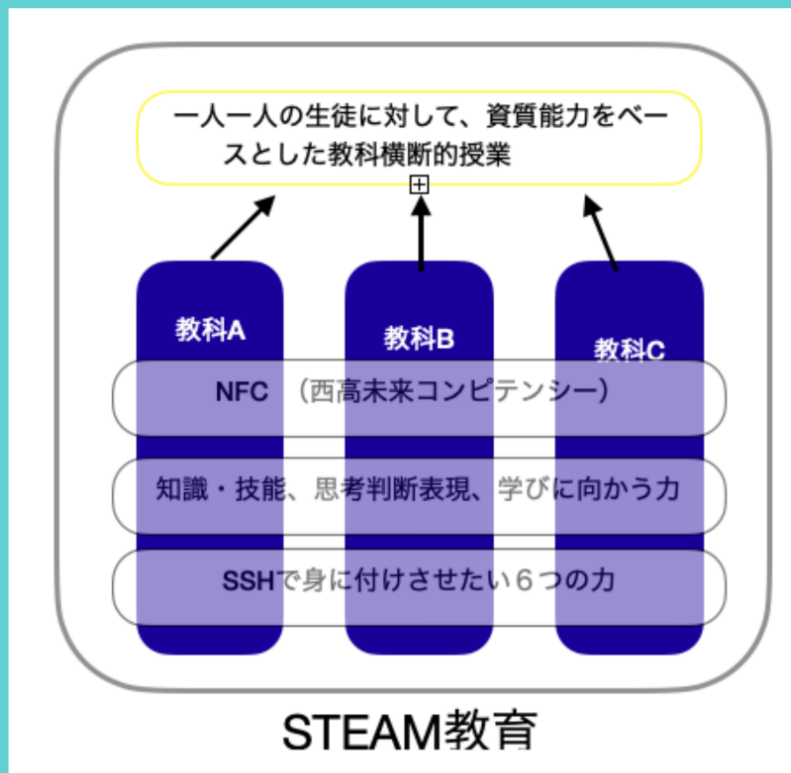 一人一人の生徒に対して、資質能力をベー
スとした教科横断的授業
教科A
教科B
教科C
NFC （西高未来コンピテンシー）
知識・技能、思考判断表現、学びに向かう力
SSHで身に付けさせたい６つの力
STEAM教育